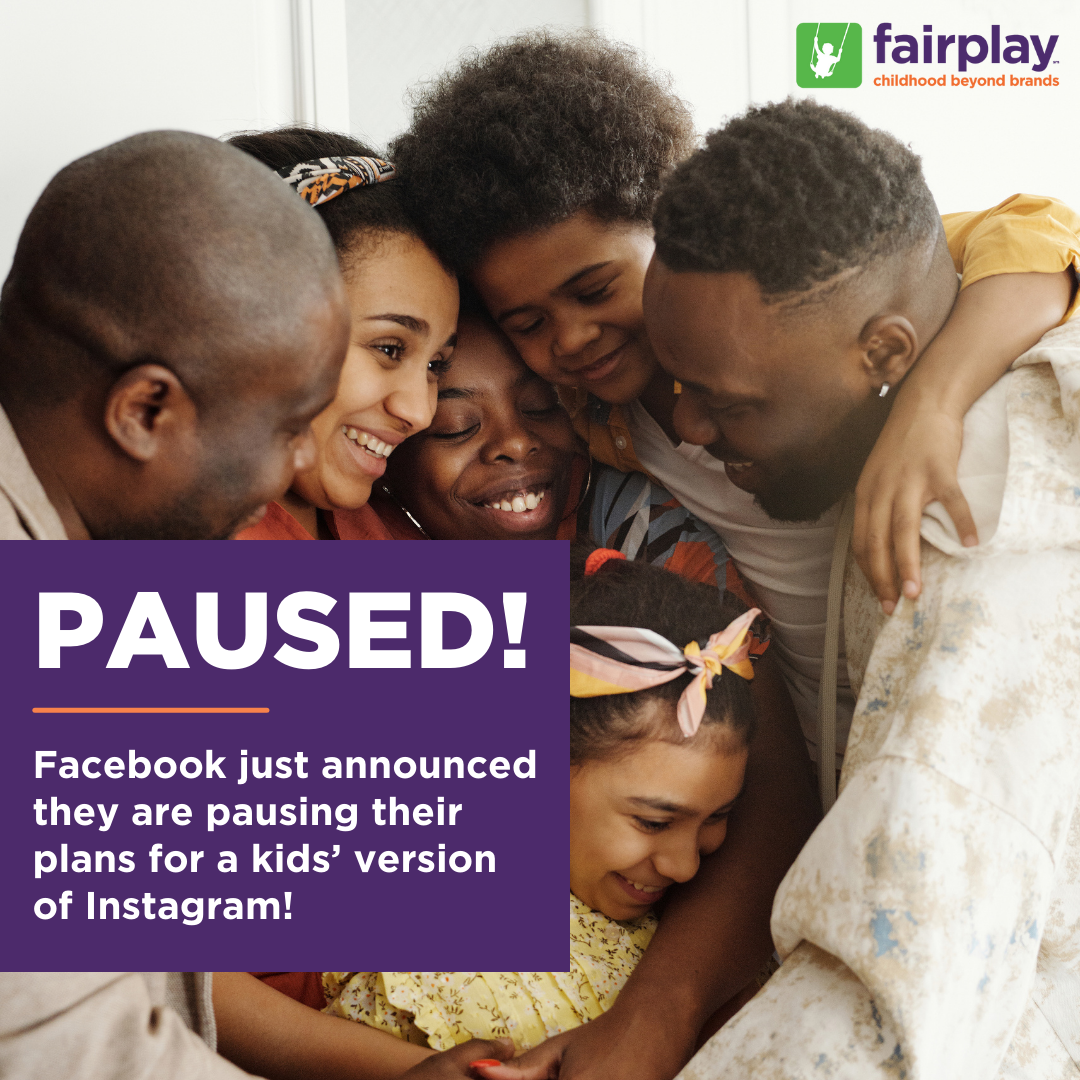 fairplay
childhood beyond brands
PAUSED!
Facebook just announced
they are pausing their
plans for a kids’ version
of Instagram!